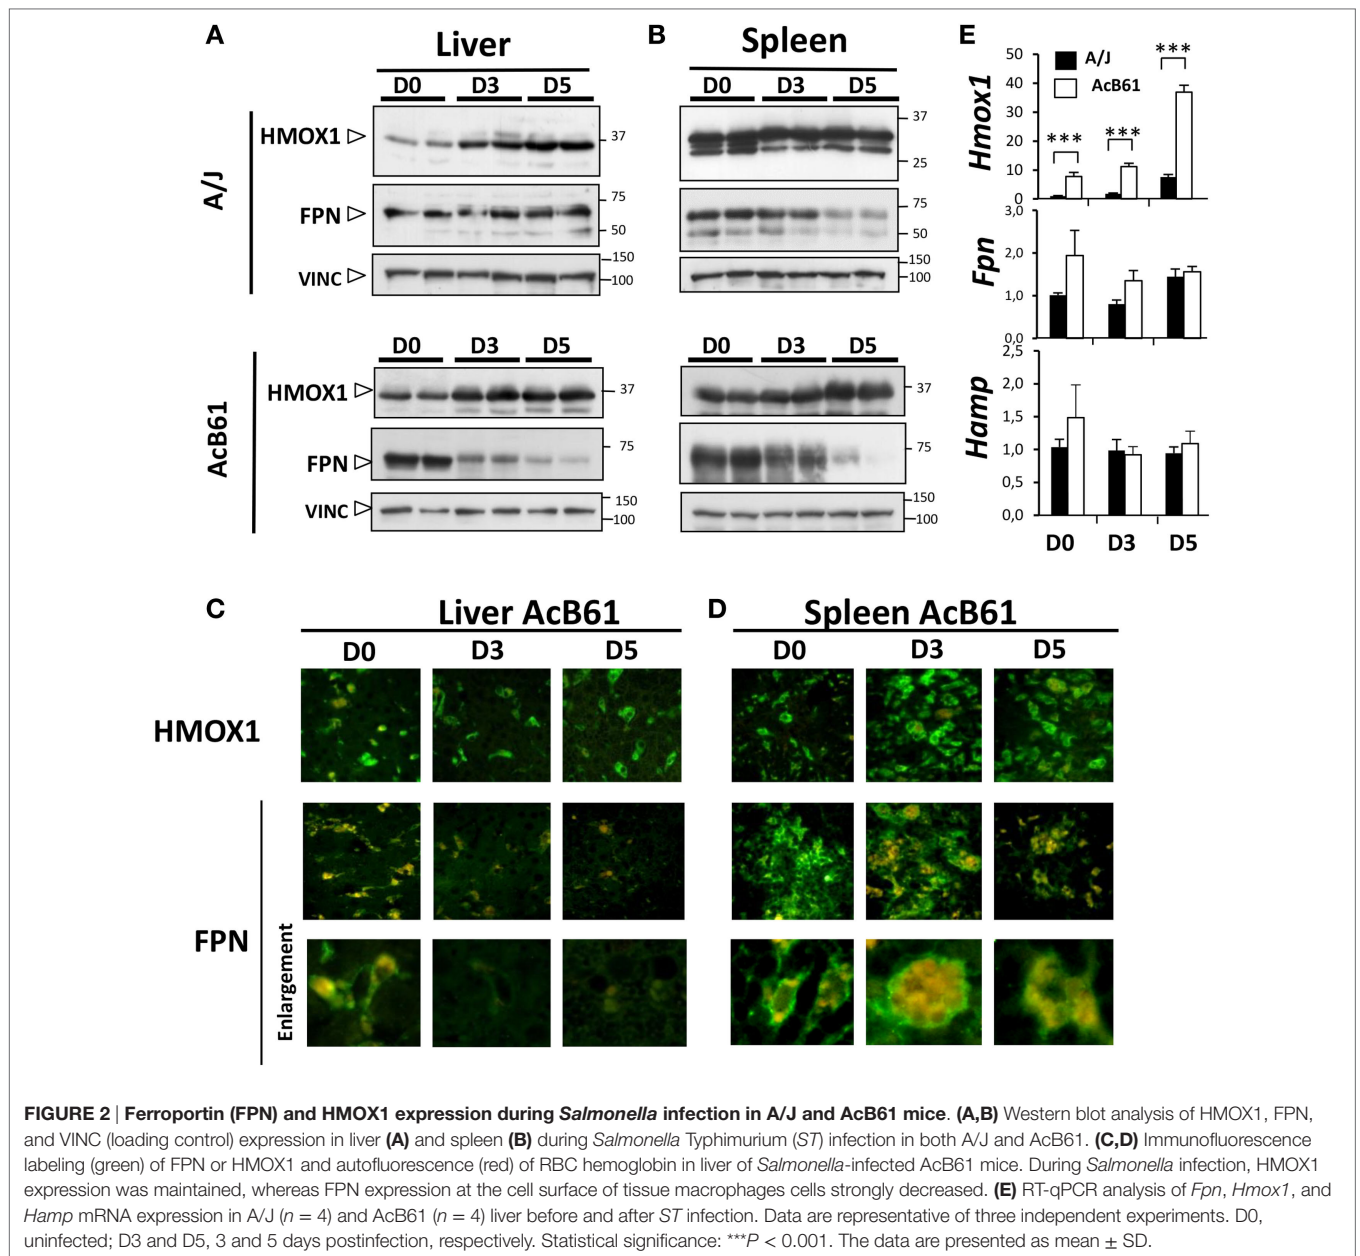 A
Liver
D0 D3 D5
A/J
HMOX1
37
FPN
75
50
VINC
150
100
AcB61
D0 D3 D5
HMOX1
37
FPN
75
VINC
150
100
B
Spleen
D0 D3 D5
37
25
75
50
150
100
D0 D3 D5
37
75
150
100
E
A/J
AcB61
Hmox1
50
40
30
20
10
0
***
***
***
Fpn
3,0
2,0
1,0
0,0
Hamp
2,5
2,0
1,5
1,0
0,5
0,0
D0 D3 D5
C
Liver AcB61
D0 D3 D5
D
Spleen AcB61
D0 D3 D5
HMOX1
FPN
Enlargement
FIGURE 2 | Ferroportin (FPN) and HMOX1 expression during Salmonella infection in A/J and AcB61 mice. (A,B) Western blot analysis of HMOX1, FPN,
and VINC (loading control) expression in liver (A) and spleen (B) during Salmonella Typhimurium (ST) infection in both A/J and AcB61. (C,D) Immunofluorescence
labeling (green) of FPN or HMOX1 and autofluorescence (red) of RBC hemoglobin in liver of Salmonella-infected AcB61 mice. During Salmonella infection, HMOX1
expression was maintained, whereas FPN expression at the cell surface of tissue macrophages cells strongly decreased. (E) RT-qPCR analysis of Fpn, Hmox1, and
Hamp mRNA expression in A/J (n = 4) and AcB61 (n = 4) liver before and after ST infection. Data are representative of three independent experiments. D0,
uninfected; D3 and D5, 3 and 5 days postinfection, respectively. Statistical significance: ***P < 0.001. The data are presented as mean ± SD.